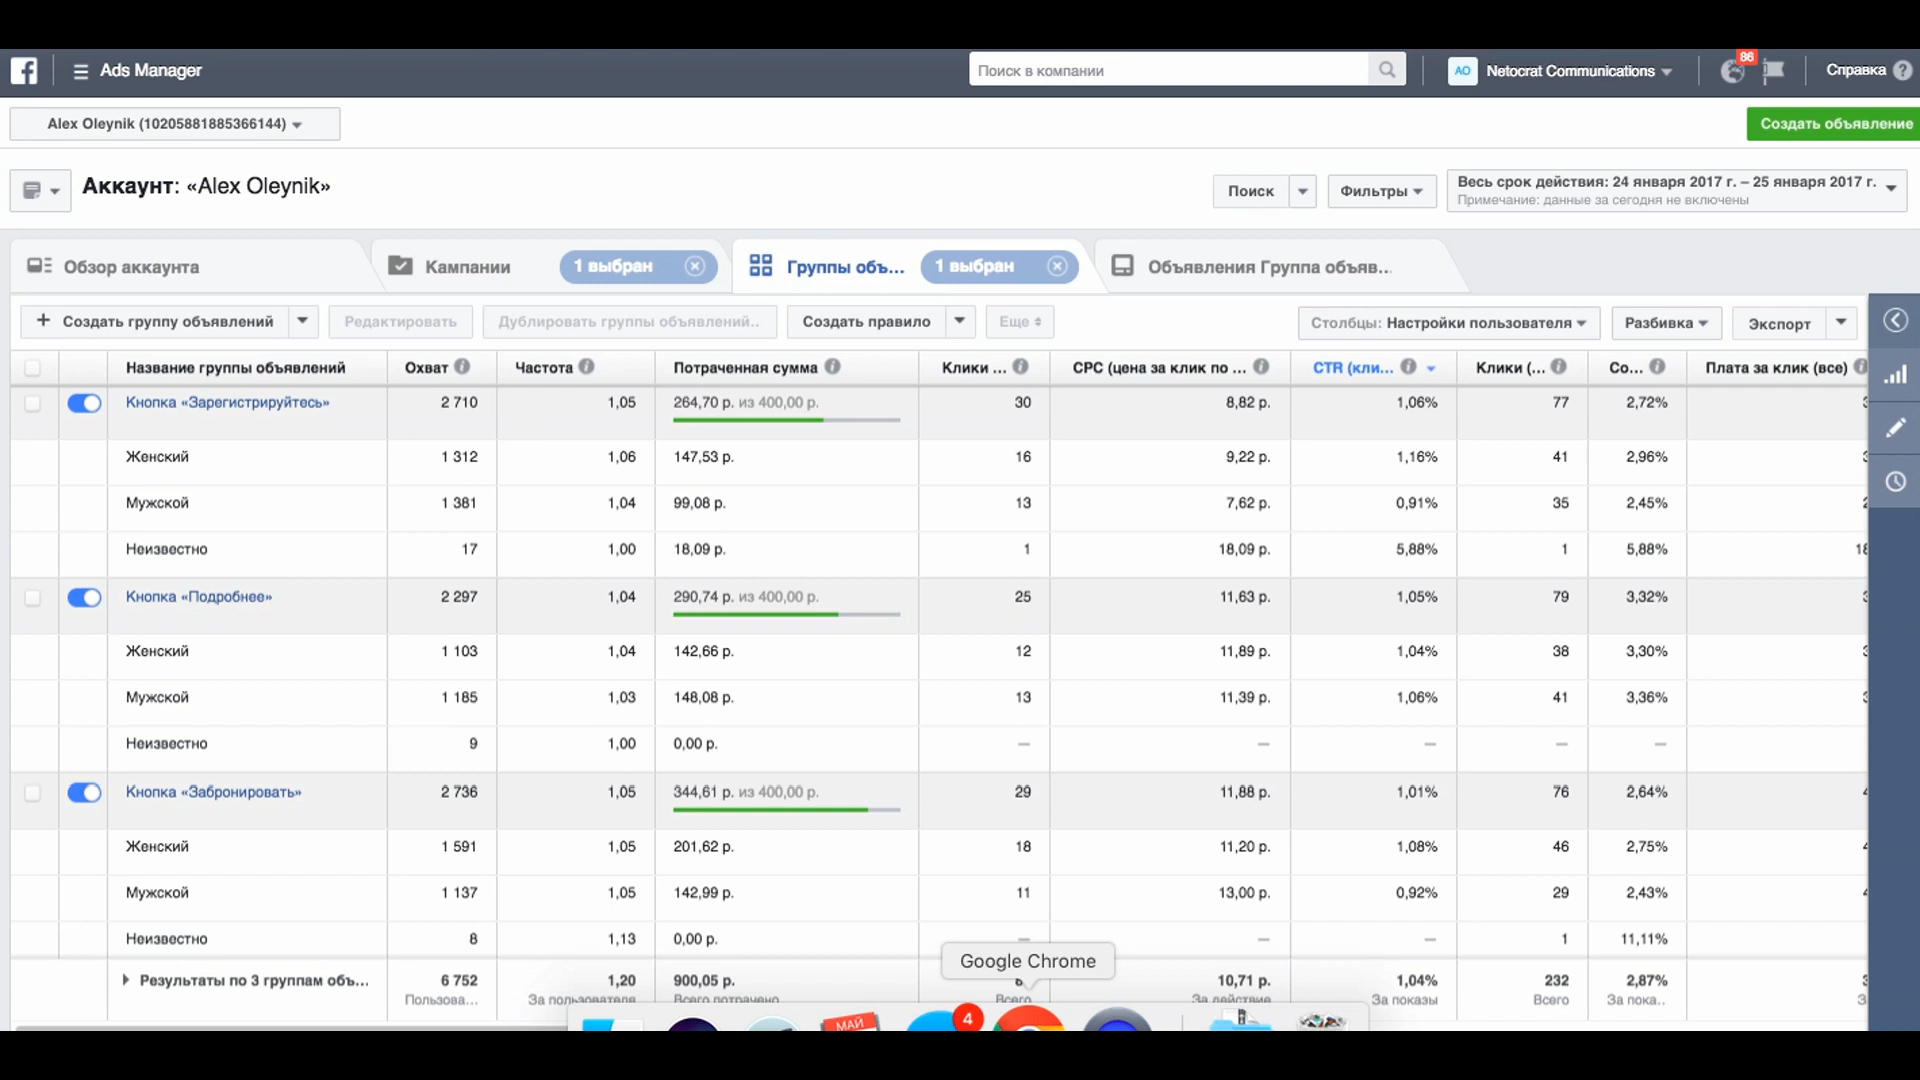 Ads Manager
Поиск в компании
AO
Netocrat Communications
86
Справка
Alex Oleynik (10205881885366144)
Создать объявление
Аккаунт: «Alex Oleynik»
Поиск
Фильтры
Весь срок действия: 24 января 2017 г. – 25 января 2017 г.
Примечание: данные за сегодня не включены
Обзор аккаунта
Кампании
1 выбран
Группы объ...
1 выбран
Объявления Группа объяв...
+ Создать группу объявлений
Редактировать
Дублировать группы объявлений..
Создать правило
Еще
Столбцы: Настройки пользователя
Разбивка
Экспорт
Название группы объявлений Охват Частота Потраченная сумма Клики ... CPC (цена за клик по ... CTR (кли... Клики (... Co... Плата за клик (все)
Кнопка «Зарегистрируйтесь» 2 710 1,05 264,70 р. из 400,00 р. 30 8,82 р. 1,06% 77 2,72%
Женский 1 312 1,06 147,53 р. 16 9,22 р. 1,16% 41 2,96%
Мужской 1 381 1,04 99,08 р. 13 7,62 р. 0,91% 35 2,45%
Неизвестно 17 1,00 18,09 р. 1 18,09 р. 5,88% 1 5,88% 18
Кнопка «Подробнее» 2 297 1,04 290,74 р. из 400,00 р. 25 11,63 р. 1,05% 79 3,32%
Женский 1 103 1,04 142,66 р. 12 11,89 р. 1,04% 38 3,30%
Мужской 1 185 1,03 148,08 р. 13 11,39 р. 1,06% 41 3,36%
Неизвестно 9 1,00 0,00 р. — — — — —
Кнопка «Забронировать» 2 736 1,05 344,61 р. из 400,00 р. 29 11,88 р. 1,01% 76 2,64%
Женский 1 591 1,05 201,62 р. 18 11,20 р. 1,08% 46 2,75%
Мужской 1 137 1,05 142,99 р. 11 13,00 р. 0,92% 29 2,43%
Неизвестно 8 1,13 0,00 р. — — — 1 11,11%
Google Chrome
Результаты по 3 группам объ... 6 752 1,20 900,05 р. 10,71 р. 1,04% 232 2,87%
Пользова... За пользователя Всего потрачено Всего За действие За показы Всего За пока..
МАЙ
4